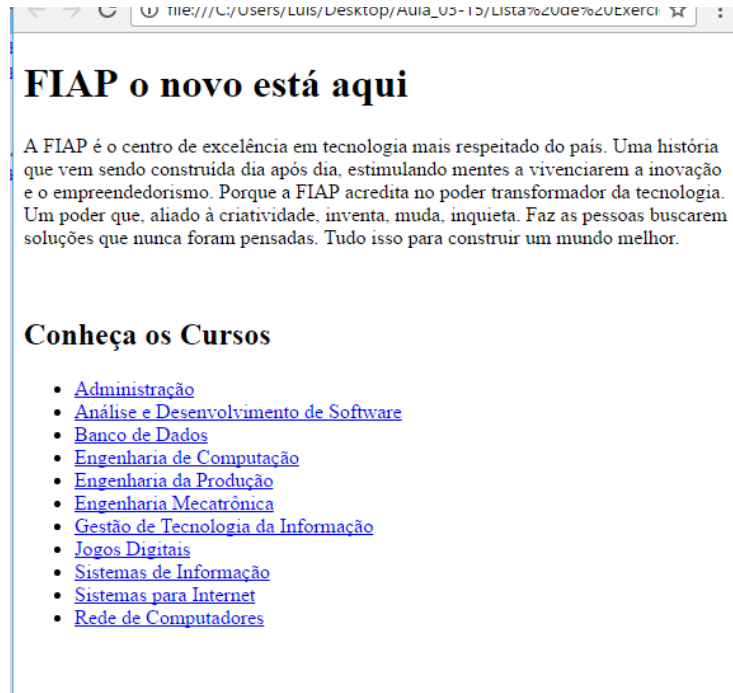 file:///C:/Users/Luis/Desktop/Aula_03-15/Lista%20de%20Exerci
FIAP o novo está aqui
A FIAP é o centro de excelência em tecnologia mais respeitado do país. Uma história
que vem sendo construída dia após dia, estimulando mentes a vivenciarem a inovação
e o empreendedorismo. Porque a FIAP acredita no poder transformador da tecnologia.
Um poder que, aliado à criatividade, inventa, muda, inquieta. Faz as pessoas buscarem
soluções que nunca foram pensadas. Tudo isso para construir um mundo melhor.
Conheça os Cursos
Administração
Análise e Desenvolvimento de Software
Banco de Dados
Engenharia de Computação
Engenharia da Produção
Engenharia Mecatrônica
Gestão de Tecnologia da Informação
Jogos Digitais
Sistemas de Informação
Sistemas para Internet
Rede de Computadores